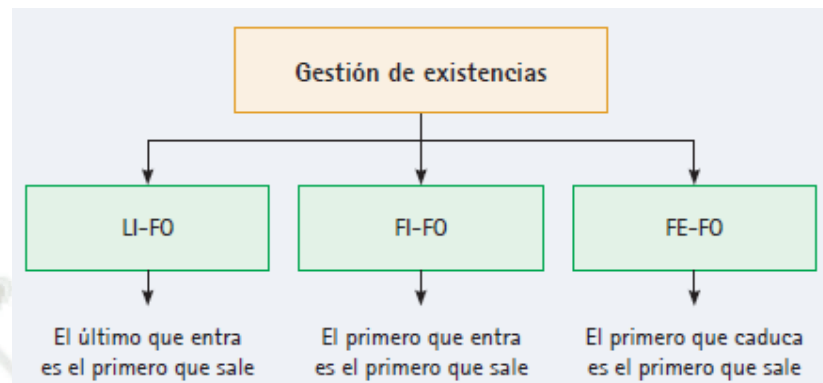 Gestión de existencias
LI-FO
FI-FO
FE-FO
El último que entra
es el primero que sale
El primero que entra
es el primero que sale
El primero que caduca
es el primero que sale